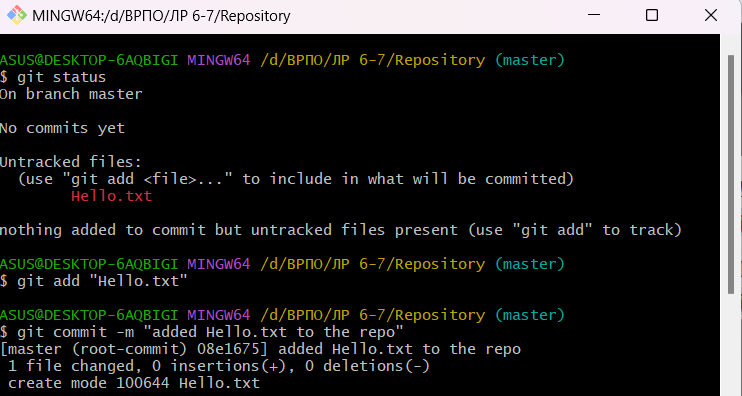 MINGW64:/d/ВРПО/ЛР 6-7/Repository
ASUS@DESKTOP-6AQBIGI MINGW64 /d/ВРПО/ЛР 6-7/Repository (master)
$ git status
On branch master
No commits yet
Untracked files:
  (use "git add <file>..." to include in what will be committed)
        Hello.txt
nothing added to commit but untracked files present (use "git add" to track)
ASUS@DESKTOP-6AQBIGI MINGW64 /d/ВРПО/ЛР 6-7/Repository (master)
$ git add "Hello.txt"
ASUS@DESKTOP-6AQBIGI MINGW64 /d/ВРПО/ЛР 6-7/Repository (master)
$ git commit -m "added Hello.txt to the repo"
[master (root-commit) 08e1675] added Hello.txt to the repo
 1 file changed, 0 insertions(+), 0 deletions(-)
 create mode 100644 Hello.txt